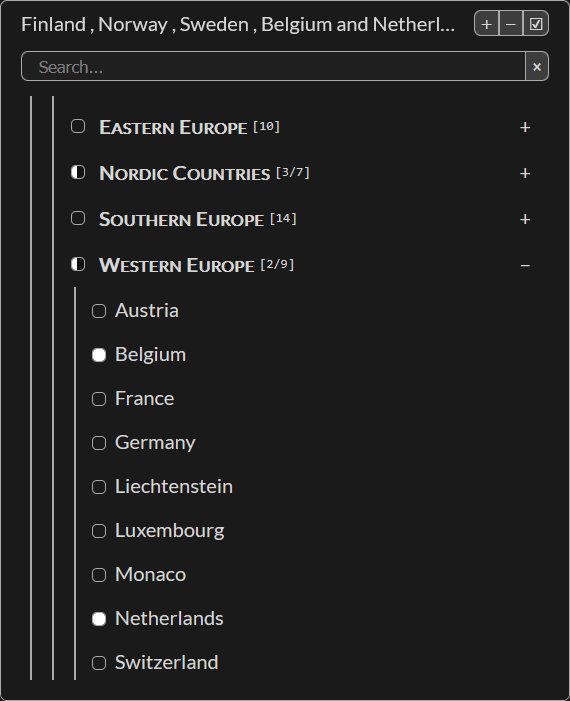 Finland , Norway , Sweden , Belgium and Netherl...
+ − ☑
Search... ×
Eastern Europe [10] +
Nordic Countries [3/7] +
Southern Europe [14] +
Western Europe [2/9] −
Austria
Belgium
France
Germany
Liechtenstein
Luxembourg
Monaco
Netherlands
Switzerland